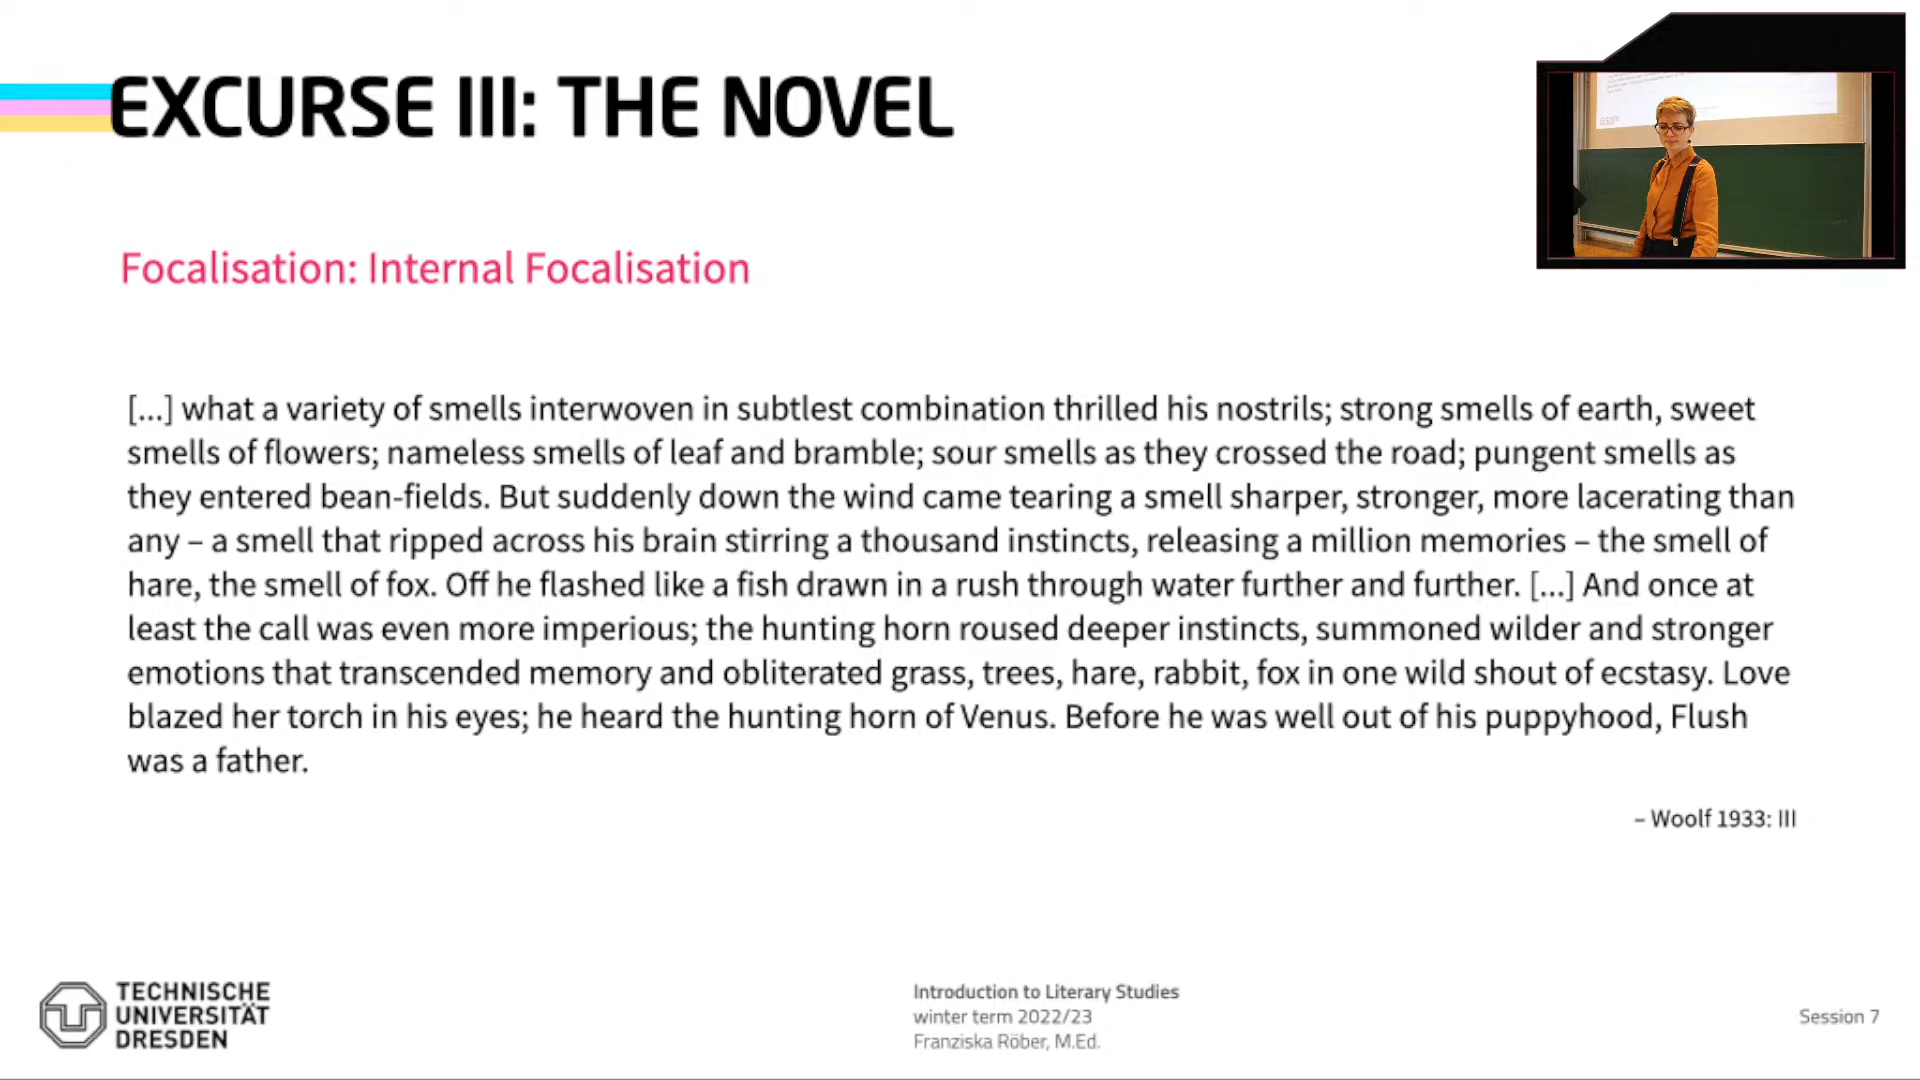 EXCURSE III: THE NOVEL
Focalisation: Internal Focalisation
[...] what a variety of smells interwoven in subtlest combination thrilled his nostrils; strong smells of earth, sweet
smells of flowers; nameless smells of leaf and bramble; sour smells as they crossed the road; pungent smells as
they entered bean-fields. But suddenly down the wind came tearing a smell sharper, stronger, more lacerating than
any – a smell that ripped across his brain stirring a thousand instincts, releasing a million memories – the smell of
hare, the smell of fox. Off he flashed like a fish drawn in a rush through water further and further. [...] And once at
least the call was even more imperious; the hunting horn roused deeper instincts, summoned wilder and stronger
emotions that transcended memory and obliterated grass, trees, hare, rabbit, fox in one wild shout of ecstasy. Love
blazed her torch in his eyes; he heard the hunting horn of Venus. Before he was well out of his puppyhood, Flush
was a father.
– Woolf 1933: III
TECHNISCHE
UNIVERSITÄT
DRESDEN
Introduction to Literary Studies
winter term 2022/23
Franziska Röber, M.Ed.
Session 7